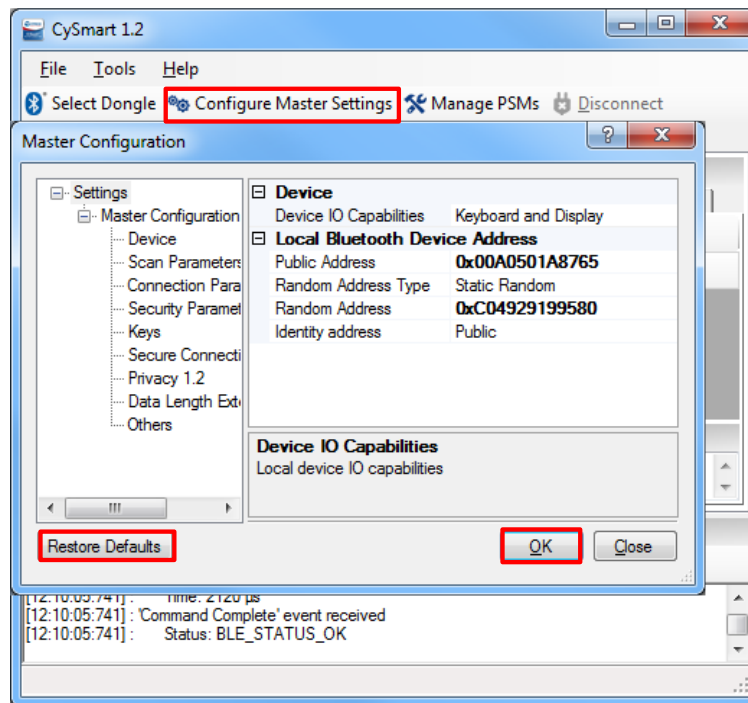 CySmart 1.2
File Tools Help
Select Dongle Configure Master Settings Manage PSMs Disconnect
Master Configuration
Settings
Master Configuration
Device
Scan Parameters
Connection Para
Security Paramet
Keys
Secure Connecti
Privacy 1.2
Data Length Ext
Others
Device
Device IO Capabilities Keyboard and Display
Local Bluetooth Device Address
Public Address 0x00A0501A8765
Random Address Type Static Random
Random Address 0xC04929199580
Identity address Public
Device IO Capabilities
Local device IO capabilities
Restore Defaults OK Close
[12:10:05:741] : Time: 2120 µs
[12:10:05:741] : 'Command Complete' event received
[12:10:05:741] : Status: BLE_STATUS_OK